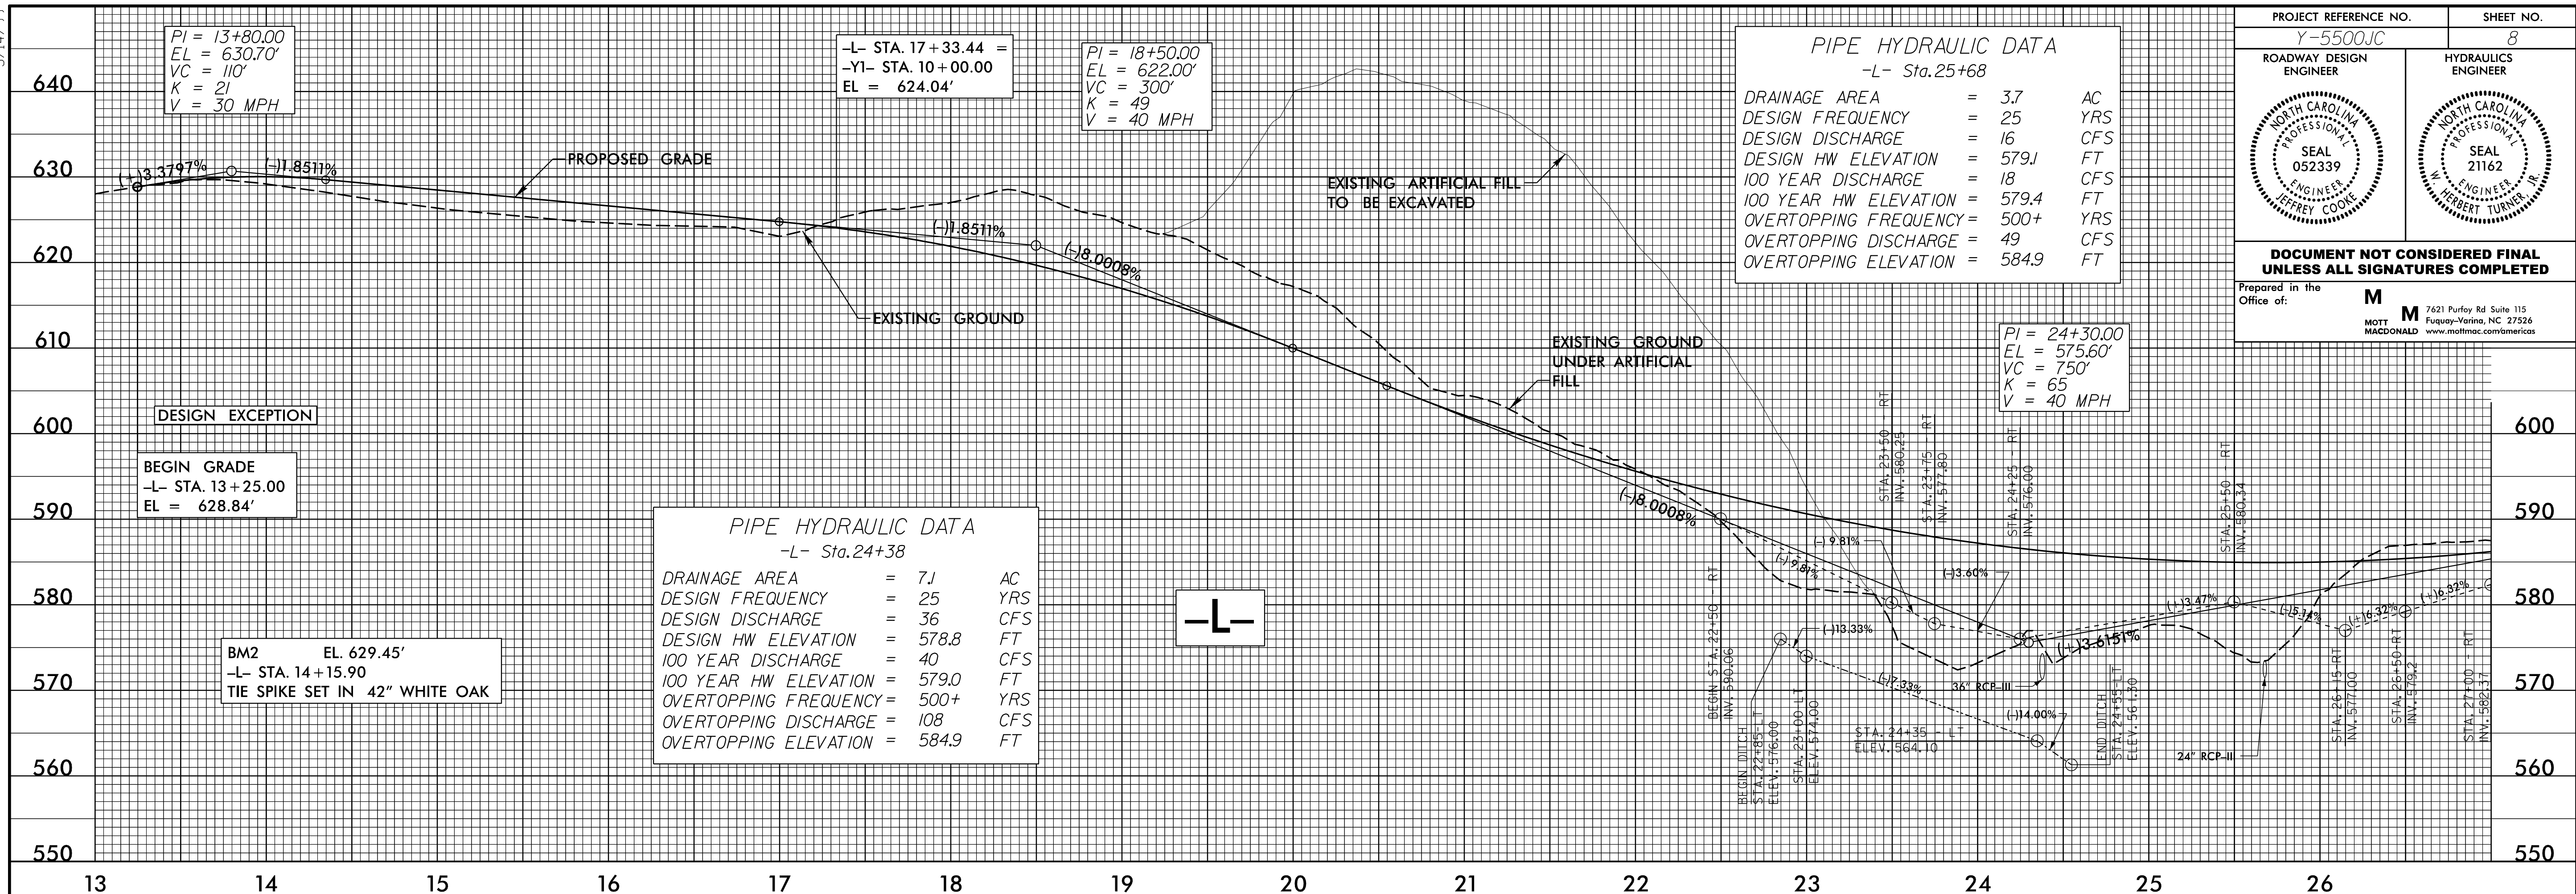 PROJECT REFERENCE NO.
SHEET NO.
Y-5500JC
8
ROADWAY DESIGN
ENGINEER
HYDRAULICS
ENGINEER
NORTH CAROLINA
PROFESSIONAL
SEAL
052339
ENGINEER
JEFFREY COOKE
NORTH CAROLINA
PROFESSIONAL
SEAL
21162
ENGINEER
W. HERBERT TURNER JR.
DOCUMENT NOT CONSIDERED FINAL
UNLESS ALL SIGNATURES COMPLETED
Prepared in the
Office of:
M
M
MOTT
MACDONALD
7621 Purfoy Rd Suite 115
Fuquay-Varina, NC 27526
www.mottmac.com/americas
PI = 13+80.00
EL = 630.70'
VC = 110'
K = 21
V = 30 MPH
-L- STA. 17+33.44 =
-Y1- STA. 10+00.00
EL = 624.04'
PI = 18+50.00
EL = 622.00'
VC = 300'
K = 49
V = 40 MPH
PIPE HYDRAULIC DATA
-L- Sta.25+68
DRAINAGE AREA = 3.7 AC
DESIGN FREQUENCY = 25 YRS
DESIGN DISCHARGE = 16 CFS
DESIGN HW ELEVATION = 579.1 FT
100 YEAR DISCHARGE = 18 CFS
100 YEAR HW ELEVATION = 579.4 FT
OVERTOPPING FREQUENCY = 500+ YRS
OVERTOPPING DISCHARGE = 49 CFS
OVERTOPPING ELEVATION = 584.9 FT
PI = 24+30.00
EL = 575.60'
VC = 750'
K = 65
V = 40 MPH
(+)3.3797%
(-)1.8511%
PROPOSED GRADE
EXISTING GROUND
(-)1.8511%
(-)8.0008%
EXISTING ARTIFICIAL FILL
TO BE EXCAVATED
EXISTING GROUND
UNDER ARTIFICIAL
FILL
DESIGN EXCEPTION
BEGIN GRADE
-L- STA. 13+25.00
EL = 628.84'
BM2 EL. 629.45'
-L- STA. 14+15.90
TIE SPIKE SET IN 42" WHITE OAK
PIPE HYDRAULIC DATA
-L- Sta.24+38
DRAINAGE AREA = 7.1 AC
DESIGN FREQUENCY = 25 YRS
DESIGN DISCHARGE = 36 CFS
DESIGN HW ELEVATION = 578.8 FT
100 YEAR DISCHARGE = 40 CFS
100 YEAR HW ELEVATION = 579.0 FT
OVERTOPPING FREQUENCY = 500+ YRS
OVERTOPPING DISCHARGE = 108 CFS
OVERTOPPING ELEVATION = 584.9 FT
-L-
(-)8.0008%
(-) 9.81%
(-) 9.81%
(-)3.60%
(-)13.33%
(-)7.33%
(-)14.00%
(+)3.47%
(+)3.6151%
(-)5.14%
(+)6.32%
(+)6.32%
36" RCP-III
24" RCP-II
BEGIN STA. 22+50 - RT
INV. 590.06
BEGIN DITCH
STA. 22+85-LT
ELEV. 576.00
STA. 23+00 LT
ELEV. 574.00
STA. 24+35 - LT
ELEV. 564.10
END DITCH
STA. 24+55-LT
ELEV. 561.30
STA. 23+50 RT
INV. 580.25
STA. 23+75 - RT
INV. 577.80
STA. 24+25 - RT
INV. 576.00
STA. 25+50 - RT
INV. 580.34
STA. 26+15-RT
INV. 577.00
STA. 26+50-RT
INV. 579.2
STA. 27+00 - RT
INV. 582.37
640
630
620
610
600
590
580
570
560
550
600
590
580
570
560
550
13 14 15 16 17 18 19 20 21 22 23 24 25 26